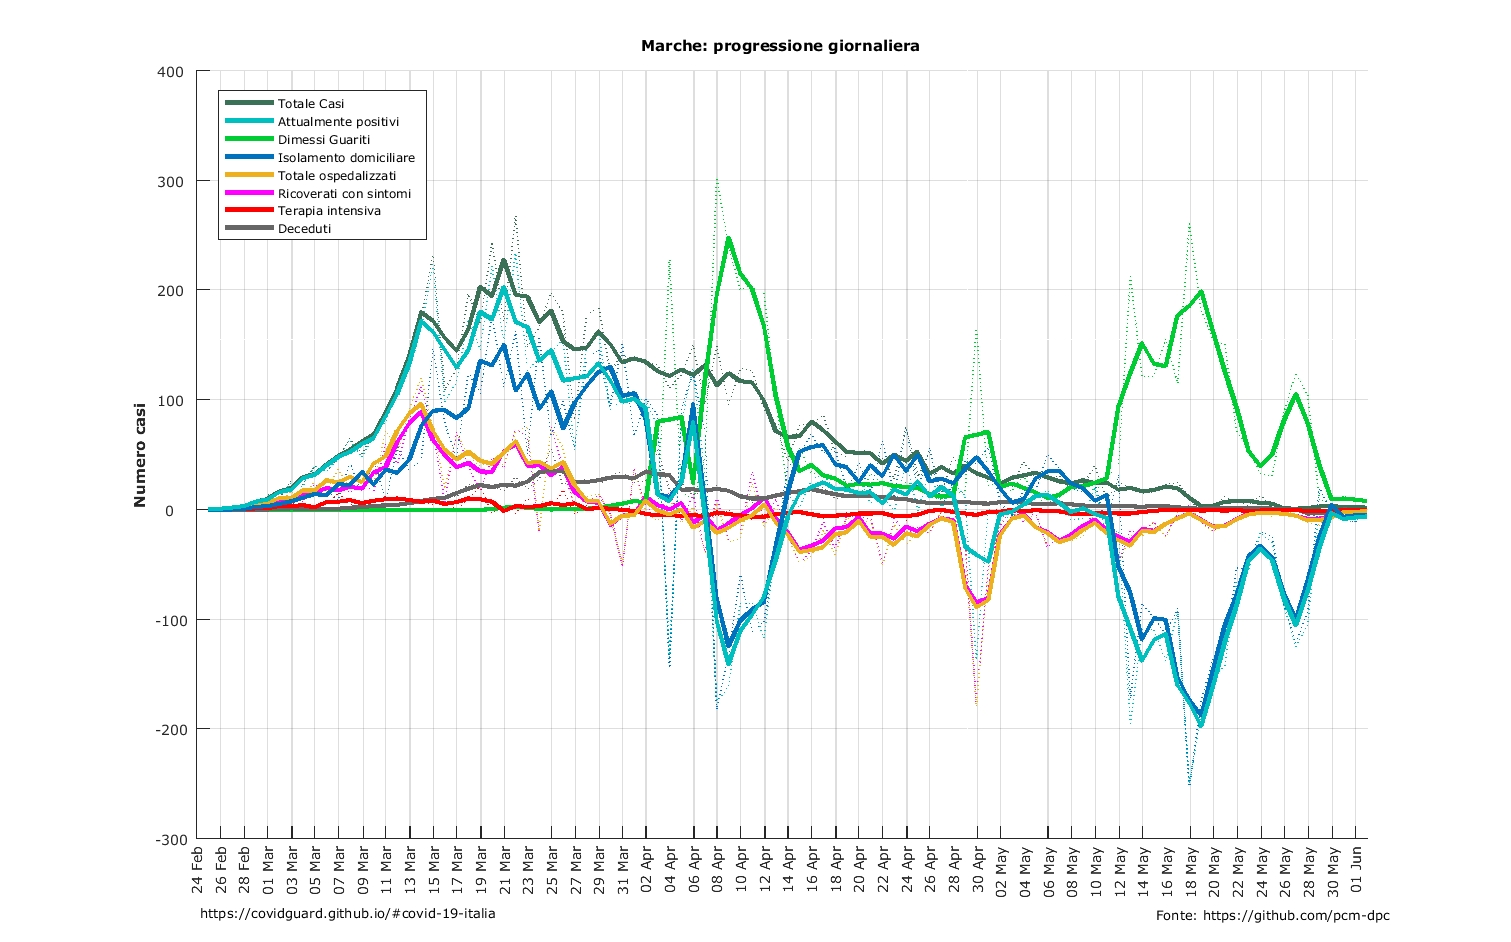 Marche: progressione giornaliera
400
300
200
100
0
-100
-200
-300
Numero casi
Totale Casi
Attualmente positivi
Dimessi Guariti
Isolamento domiciliare
Totale ospedalizzati
Ricoverati con sintomi
Terapia intensiva
Deceduti
24 Feb
26 Feb
28 Feb
01 Mar
03 Mar
05 Mar
07 Mar
09 Mar
11 Mar
13 Mar
15 Mar
17 Mar
19 Mar
21 Mar
23 Mar
25 Mar
27 Mar
29 Mar
31 Mar
02 Apr
04 Apr
06 Apr
08 Apr
10 Apr
12 Apr
14 Apr
16 Apr
18 Apr
20 Apr
22 Apr
24 Apr
26 Apr
28 Apr
30 Apr
02 May
04 May
06 May
08 May
10 May
12 May
14 May
16 May
18 May
20 May
22 May
24 May
26 May
28 May
30 May
01 Jun
https://covidguard.github.io/#covid-19-italia
Fonte: https://github.com/pcm-dpc